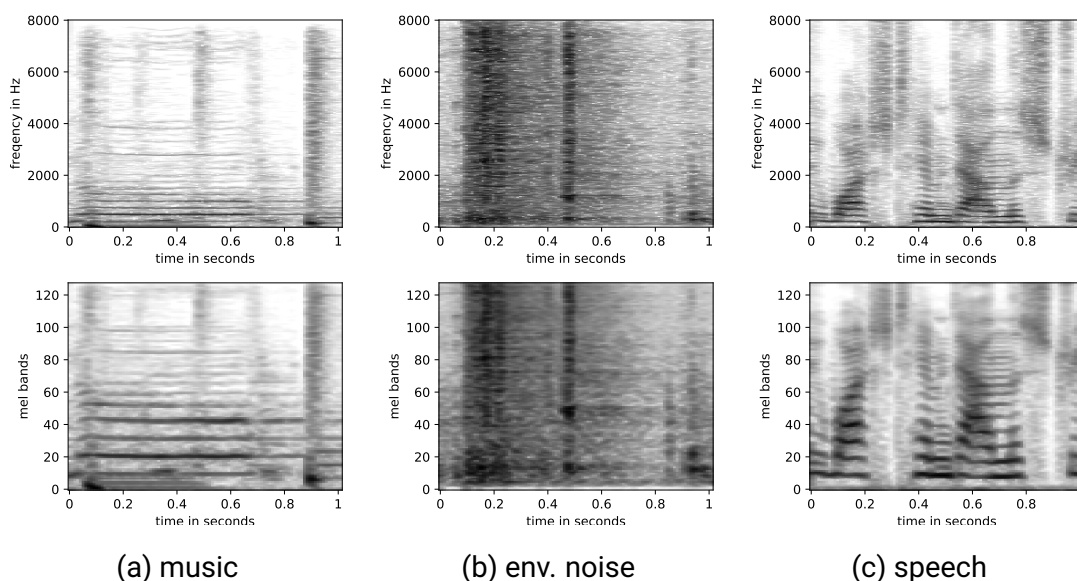 8000
6000
4000
2000
0
freqency in Hz
0 0.2 0.4 0.6 0.8 1
time in seconds
8000
6000
4000
2000
0
freqency in Hz
0 0.2 0.4 0.6 0.8 1
time in seconds
8000
6000
4000
2000
0
freqency in Hz
0 0.2 0.4 0.6 0.8
time in seconds
120
100
80
60
40
20
0
mel bands
0 0.2 0.4 0.6 0.8 1
time in seconds
120
100
80
60
40
20
0
mel bands
0 0.2 0.4 0.6 0.8 1
time in seconds
120
100
80
60
40
20
0
mel bands
0 0.2 0.4 0.6 0.8
time in seconds
(a) music
(b) env. noise
(c) speech